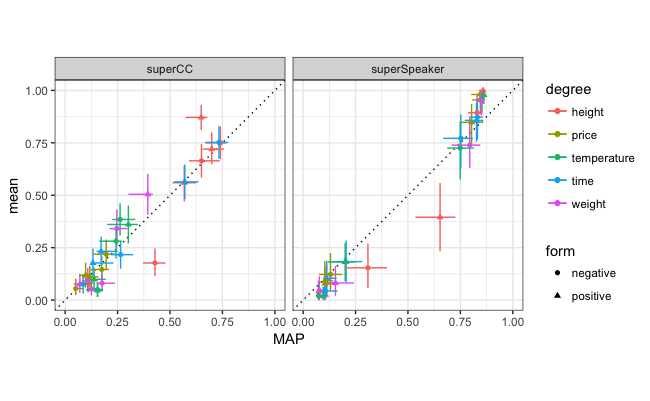 superCC
superSpeaker
1.00
0.75
0.50
0.25
0.00
mean
0.00 0.25 0.50 0.75 1.00
0.00 0.25 0.50 0.75 1.00
MAP
degree
height
price
temperature
time
weight
form
negative
positive